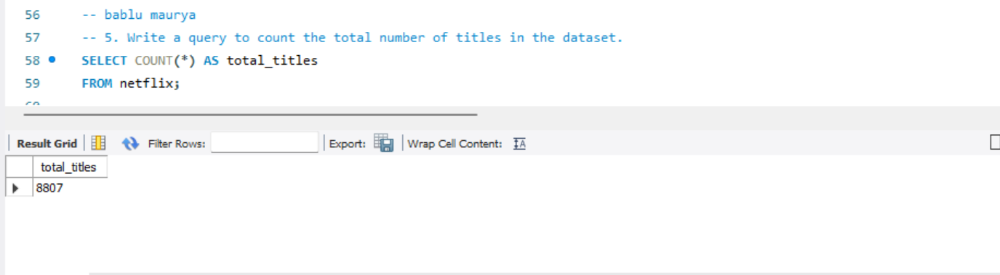 56 -- bablu maurya
57 -- 5. Write a query to count the total number of titles in the dataset.
58 SELECT COUNT(*) AS total_titles
59 FROM netflix;
Result Grid Filter Rows: Export: Wrap Cell Content:
total_titles
8807